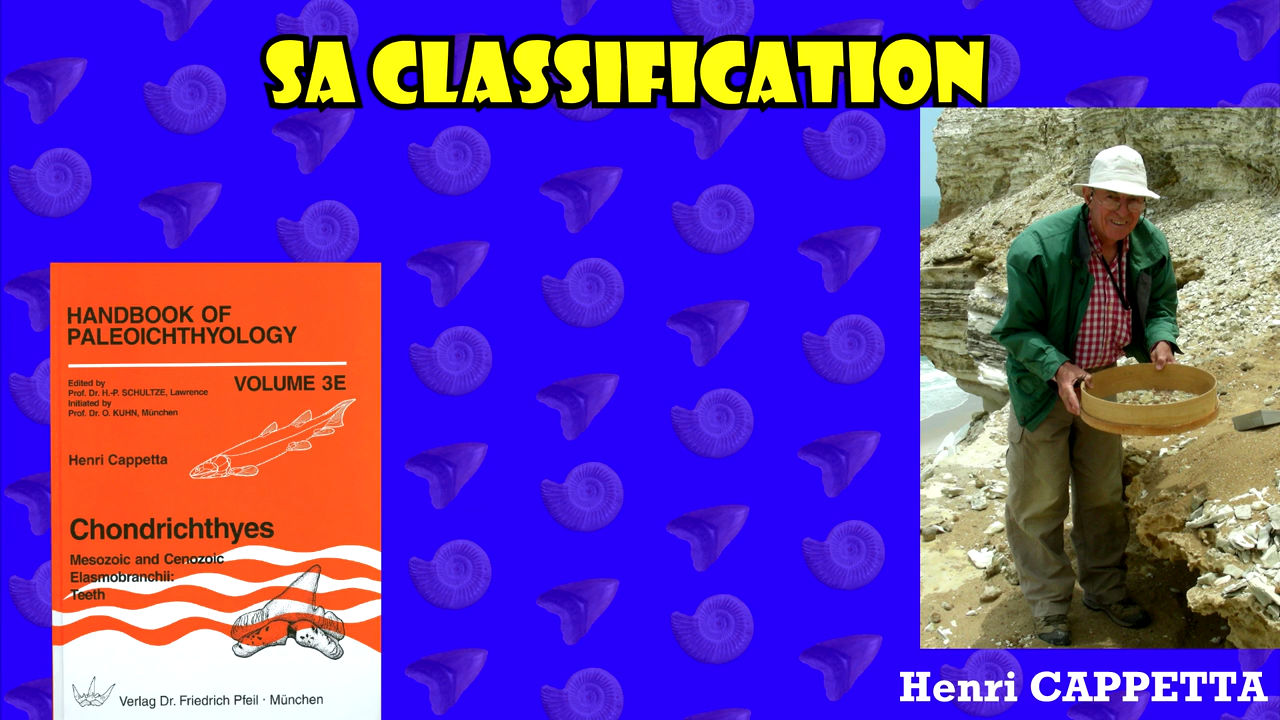 SA CLASSIFICATION
HANDBOOK OF
PALEOICHTHYOLOGY
Edited by
Prof. Dr. H.-P. SCHULTZE, Lawrence
Initiated by
Prof. Dr. O. KUHN, München
VOLUME 3E
Henri Cappetta
Chondrichthyes
Mesozoic and Cenozoic
Elasmobranchii:
Teeth
Verlag Dr. Friedrich Pfeil · München
Henri CAPPETTA